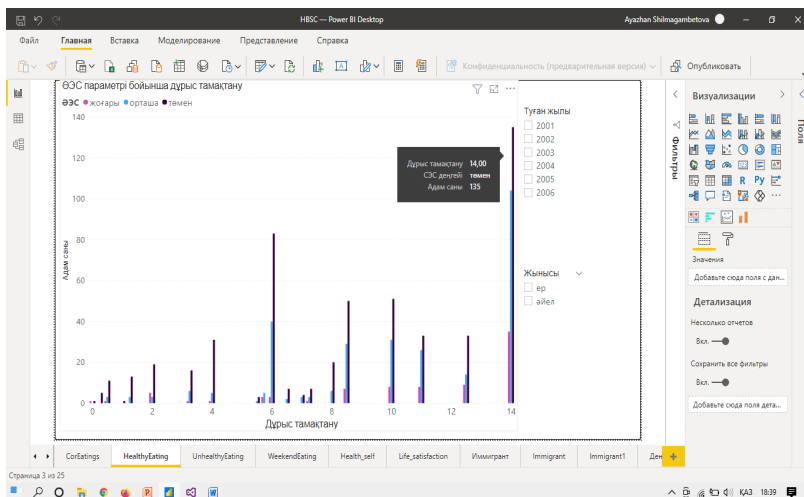 HBSC — Power BI Desktop
Ayazhan Shilmagambetova
Файл Главная Вставка Моделирование Представление Справка
Конфиденциальность (предварительная версия)
Опубликовать
ӘЭС параметрі бойынша дұрыс тамақтану
ӘЭС жоғары орташа төмен
140
120
100
80
60
40
20
0
Адам саны
0 2 4 6 8 10 12 14
Дұрыс тамақтану
Дұрыс тамақтану 14,00
СЭС деңгейі төмен
Адам саны 135
Туған жылы
2001
2002
2003
2004
2005
2006
Жынысы
ер
әйел
Фильтры
Визуализации
R Py
Значения
Добавьте сюда поля с дан...
Детализация
Несколько отчетов
Вкл.
Сохранить все фильтры
Вкл.
Добавьте сюда поля дета...
Поля
CorEatings HealthyEating UnhealthyEating WeekendEating Health_self Life_satisfaction Иммигрант Immigrant Immigrant1 Ден
Страница 3 из 25
ҚАЗ 18:39